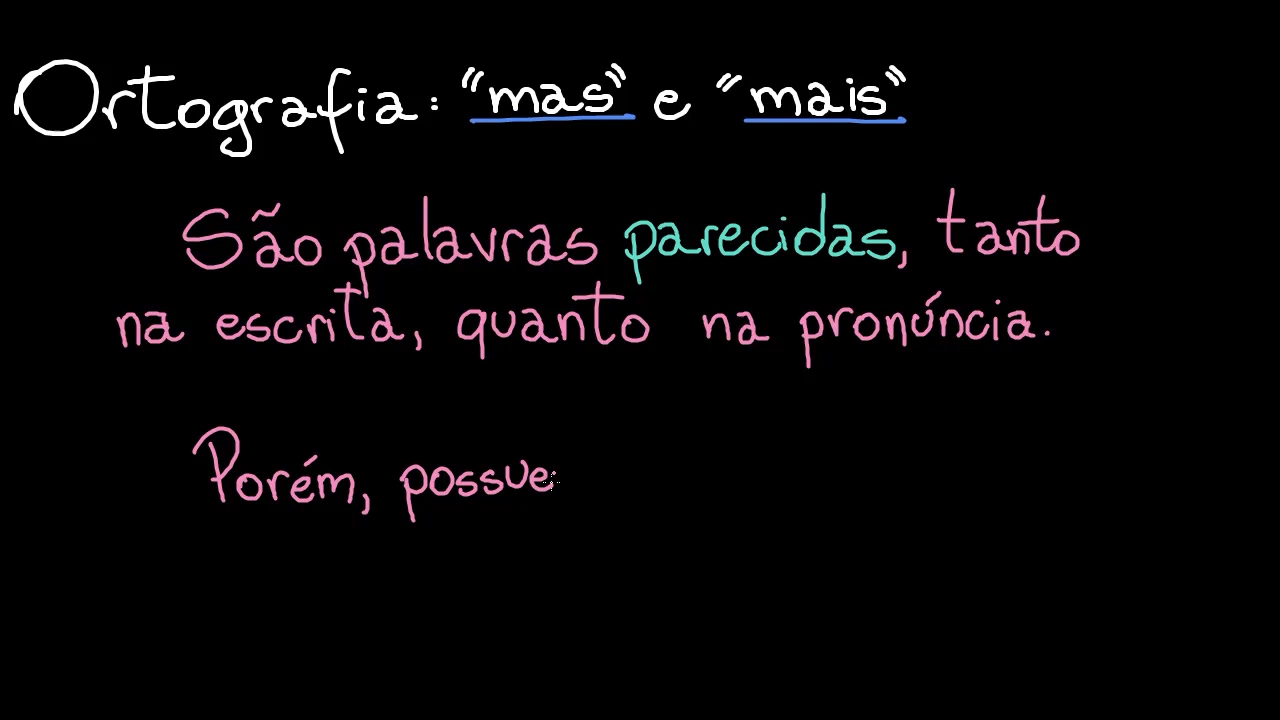 Ortografia: "mas" e "mais"
São palavras parecidas, tanto
na escrita, quanto na pronúncia.
Porém, possue